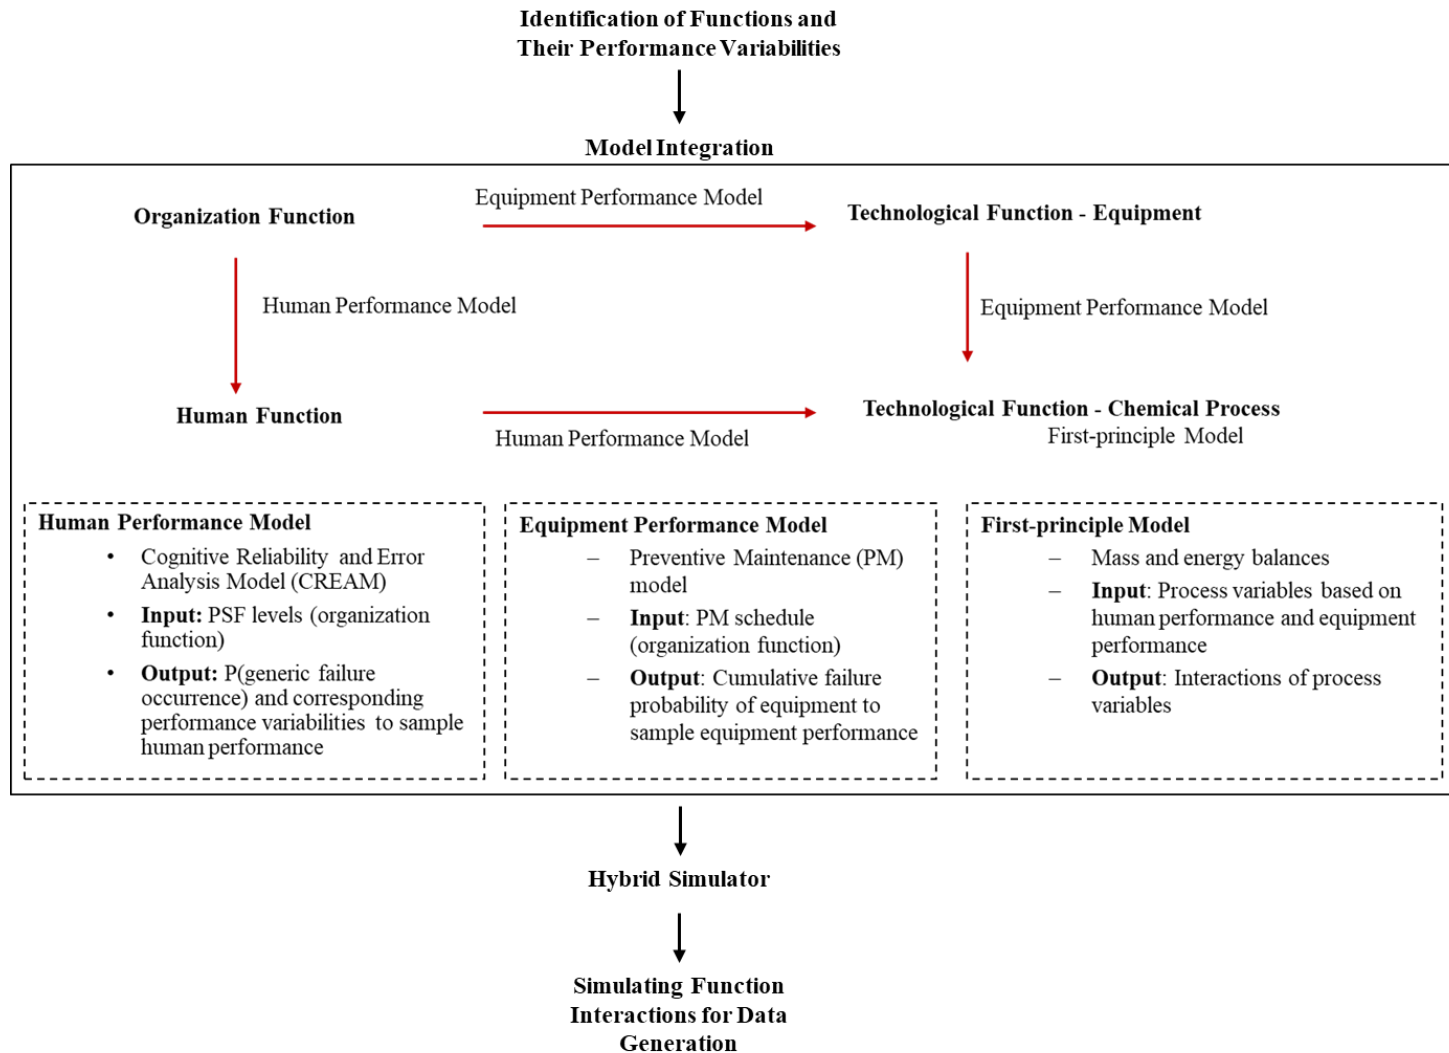 Identification of Functions and
Their Performance Variabilities
Model Integration
Equipment Performance Model
Organization Function
Technological Function - Equipment
Human Performance Model
Equipment Performance Model
Human Function
Technological Function - Chemical Process
Human Performance Model
First-principle Model
Human Performance Model
• Cognitive Reliability and Error
Analysis Model (CREAM)
• Input: PSF levels (organization
function)
• Output: P(generic failure
occurrence) and corresponding
performance variabilities to sample
human performance
Equipment Performance Model
– Preventive Maintenance (PM)
model
– Input: PM schedule
(organization function)
– Output: Cumulative failure
probability of equipment to
sample equipment performance
First-principle Model
– Mass and energy balances
– Input: Process variables based on
human performance and equipment
performance
– Output: Interactions of process
variables
Hybrid Simulator
Simulating Function
Interactions for Data
Generation